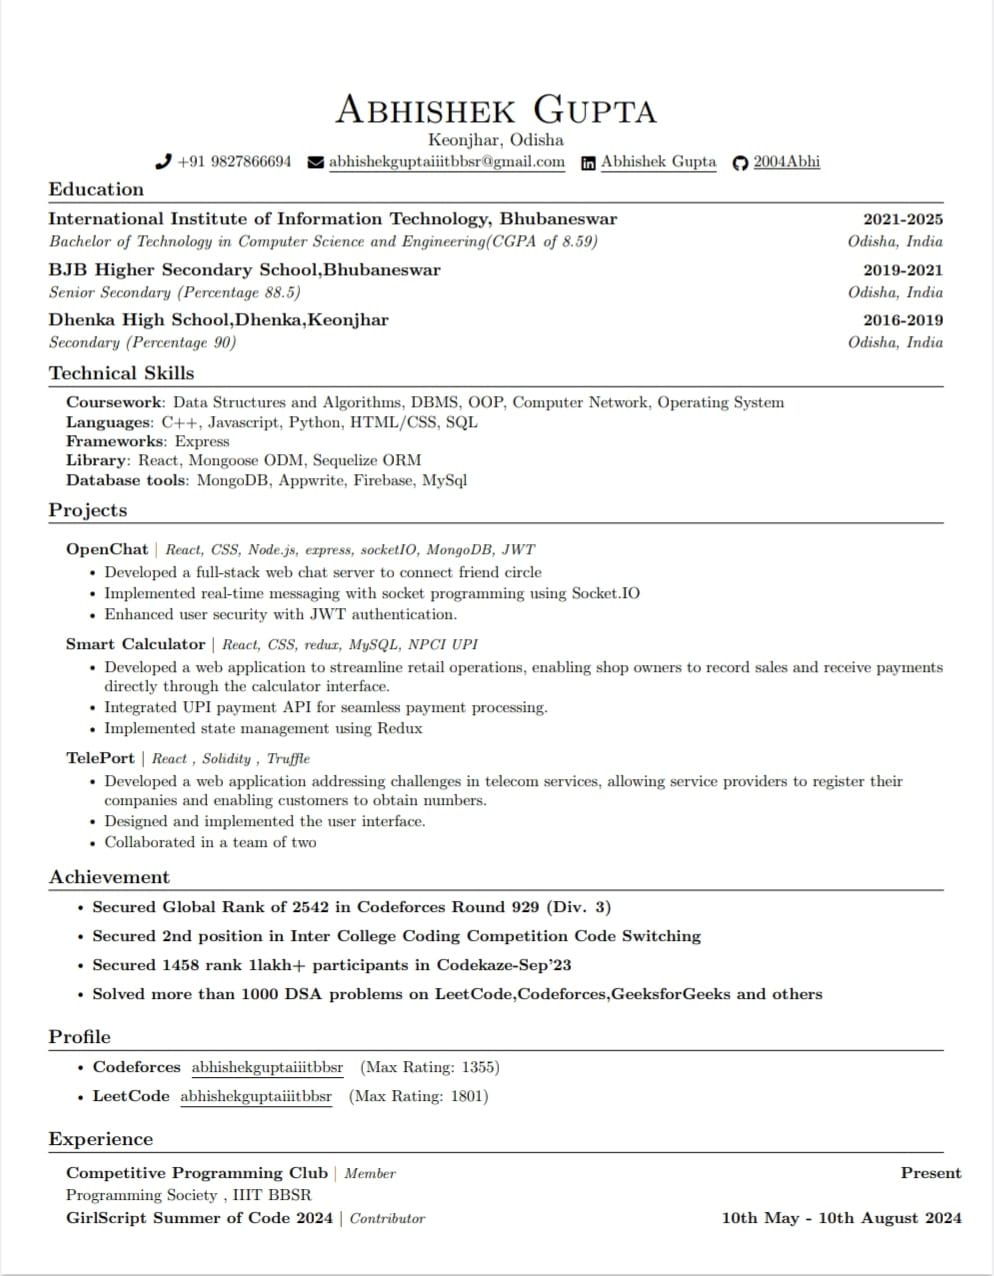 Abhishek Gupta
Keonjhar, Odisha
+91 9827866694 abhishekguptaiiitbbsr@gmail.com Abhishek Gupta 2004Abhi
Education
International Institute of Information Technology, Bhubaneswar 2021-2025
Bachelor of Technology in Computer Science and Engineering(CGPA of 8.59) Odisha, India
BJB Higher Secondary School,Bhubaneswar 2019-2021
Senior Secondary (Percentage 88.5) Odisha, India
Dhenka High School,Dhenka,Keonjhar 2016-2019
Secondary (Percentage 90) Odisha, India
Technical Skills
Coursework: Data Structures and Algorithms, DBMS, OOP, Computer Network, Operating System
Languages: C++, Javascript, Python, HTML/CSS, SQL
Frameworks: Express
Library: React, Mongoose ODM, Sequelize ORM
Database tools: MongoDB, Appwrite, Firebase, MySql
Projects
OpenChat | React, CSS, Node.js, express, socketIO, MongoDB, JWT
• Developed a full-stack web chat server to connect friend circle
• Implemented real-time messaging with socket programming using Socket.IO
• Enhanced user security with JWT authentication.
Smart Calculator | React, CSS, redux, MySQL, NPCI UPI
• Developed a web application to streamline retail operations, enabling shop owners to record sales and receive payments
directly through the calculator interface.
• Integrated UPI payment API for seamless payment processing.
• Implemented state management using Redux
TelePort | React , Solidity , Truffle
• Developed a web application addressing challenges in telecom services, allowing service providers to register their
companies and enabling customers to obtain numbers.
• Designed and implemented the user interface.
• Collaborated in a team of two
Achievement
• Secured Global Rank of 2542 in Codeforces Round 929 (Div. 3)
• Secured 2nd position in Inter College Coding Competition Code Switching
• Secured 1458 rank 1lakh+ participants in Codekaze-Sep'23
• Solved more than 1000 DSA problems on LeetCode,Codeforces,GeeksforGeeks and others
Profile
• Codeforces abhishekguptaiiitbbsr (Max Rating: 1355)
• LeetCode abhishekguptaiiitbbsr (Max Rating: 1801)
Experience
Competitive Programming Club | Member Present
Programming Society , IIIT BBSR
GirlScript Summer of Code 2024 | Contributor 10th May - 10th August 2024